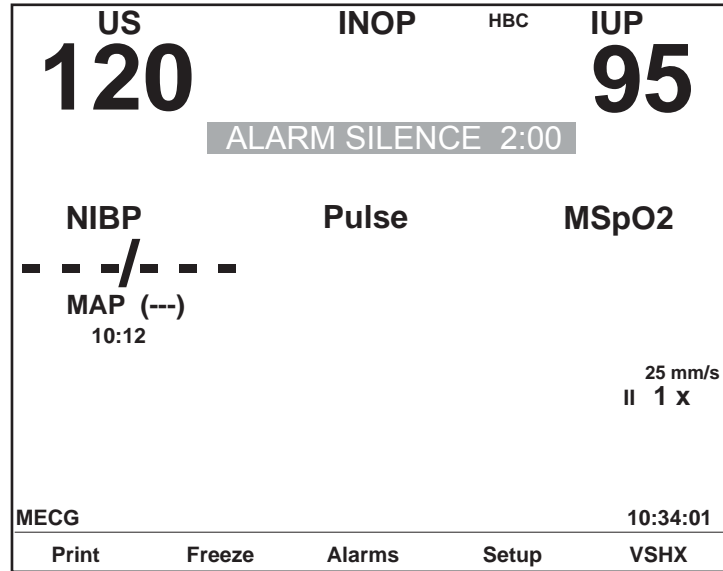 US INOP HBC IUP
120 95
ALARM SILENCE 2:00
NIBP Pulse MSpO2
- - -/- - -
MAP (---)
10:12
25 mm/s
II 1 x
MECG 10:34:01
Print Freeze Alarms Setup VSHX